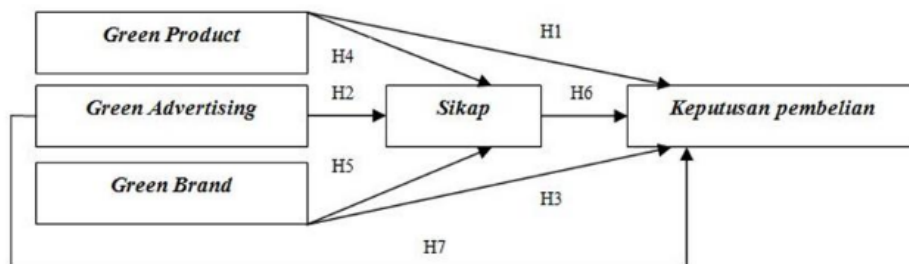 Green Product
H1
H4
Green Advertising
H2
Sikap
H6
Keputusan pembelian
H5
Green Brand
H3
H7